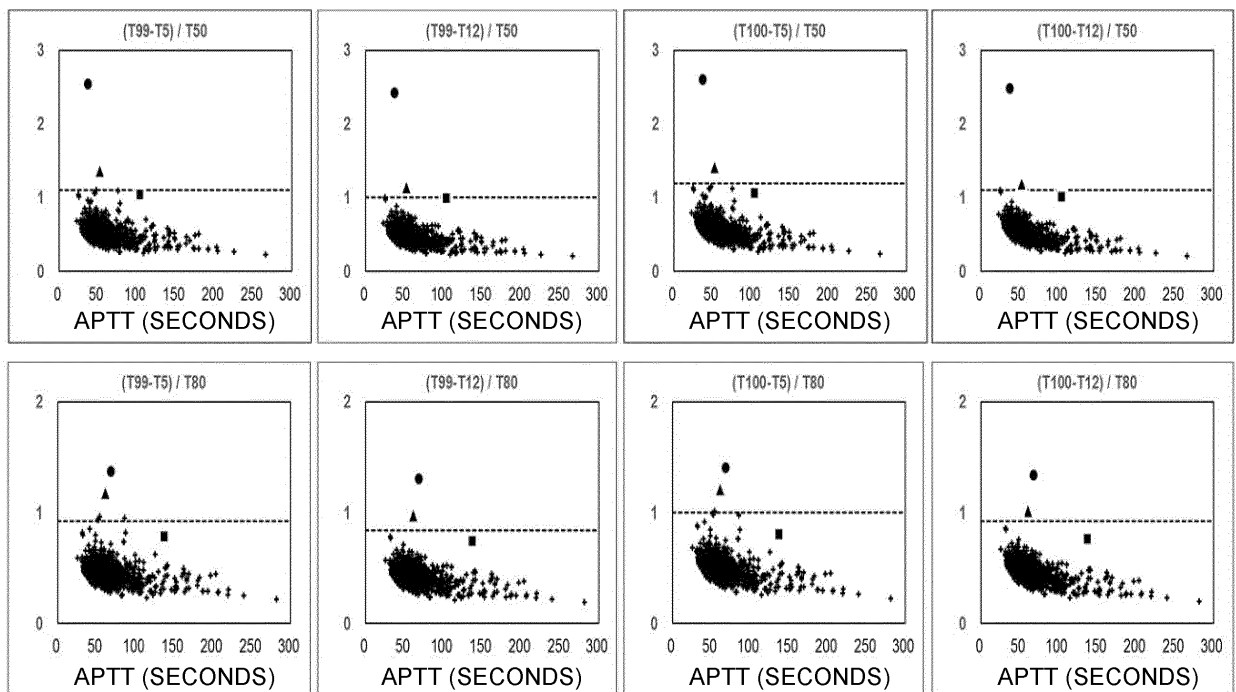 (T99-T5) / T50
(T99-T12) / T50
(T100-T5) / T50
(T100-T12) / T50
3
3
3
3
2
2
2
2
1
1
1
1
0
0
0
0
0 50 100 150 200 250 300
0 50 100 150 200 250 300
0 50 100 150 200 250 300
0 50 100 150 200 250 300
APTT (SECONDS)
APTT (SECONDS)
APTT (SECONDS)
APTT (SECONDS)
(T99-T5) / T80
(T99-T12) / T80
(T100-T5) / T80
(T100-T12) / T80
2
2
2
2
1
1
1
1
0
0
0
0
0 50 100 150 200 250 300
0 50 100 150 200 250 300
0 50 100 150 200 250 300
0 50 100 150 200 250 300
APTT (SECONDS)
APTT (SECONDS)
APTT (SECONDS)
APTT (SECONDS)